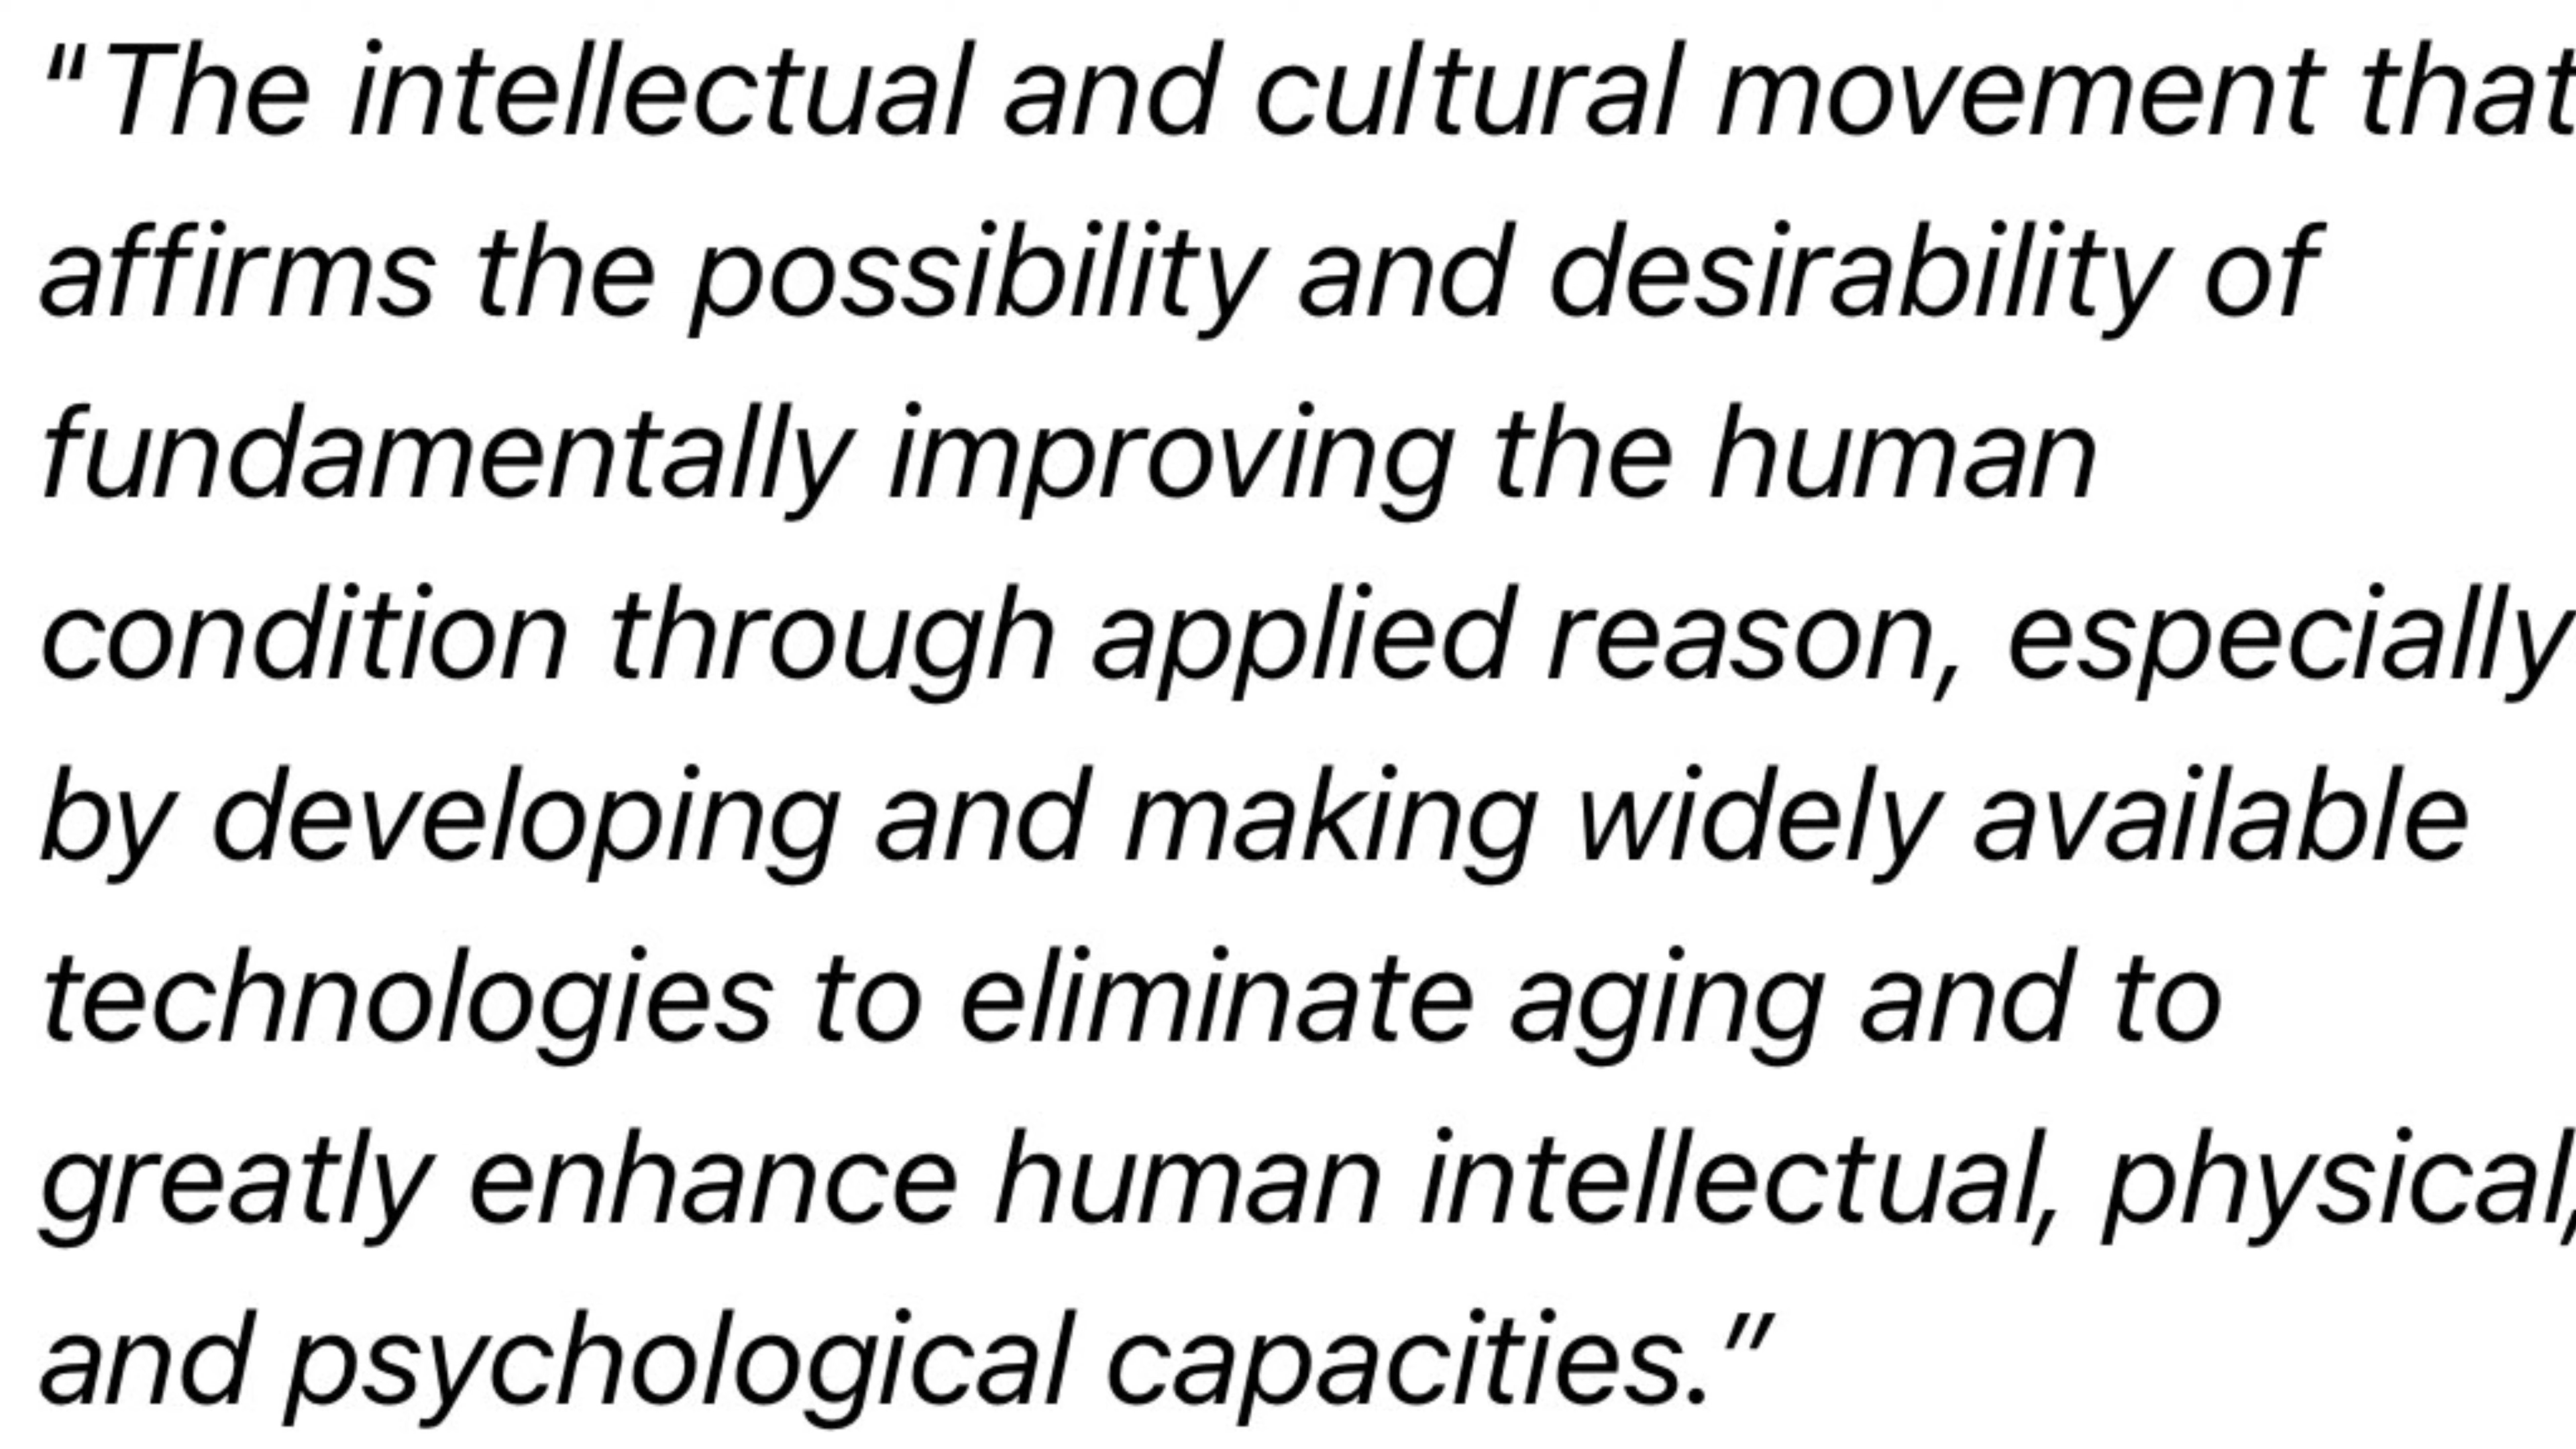 “The intellectual and cultural movement that
affirms the possibility and desirability of
fundamentally improving the human
condition through applied reason, especially
by developing and making widely available
technologies to eliminate aging and to
greatly enhance human intellectual, physical,
and psychological capacities.”